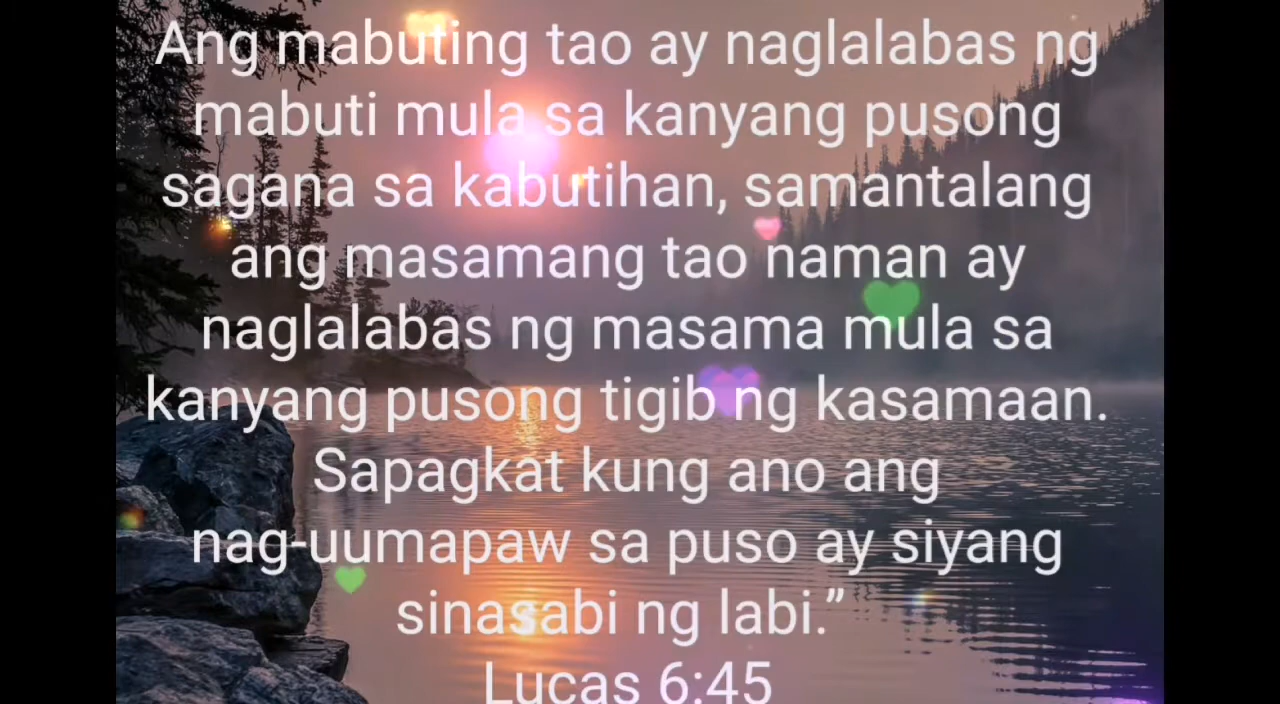 Ang mabuting tao ay naglalabas ng
mabuti mula sa kanyang pusong
sagana sa kabutihan, samantalang
ang masamang tao naman ay
naglalabas ng masama mula sa
kanyang pusong tigib ng kasamaan.
Sapagkat kung ano ang
nag-uumapaw sa puso ay siyang
sinasabi ng labi.”
Lucas 6:45